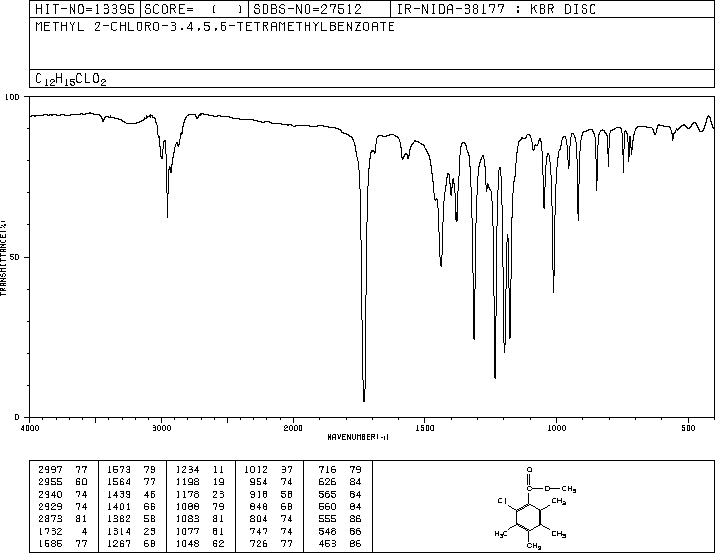 HIT-NO=13395 SCORE= ( ) SDBS-NO=27512 IR-NIDA-38177 : KBR DISC
METHYL 2-CHLORO-3,4,5,6-TETRAMETHYLBENZOATE
C12H15CLO2
100
50
0
TRANSMITTANCE(%)
4000 3000 2000 1500 1000 500
WAVENUMBER(-1)
2997 77 1573 79 1234 11 1012 37 716 79
2955 60 1564 77 1198 19 954 74 626 84
2940 74 1439 46 1178 23 918 58 565 84
2929 74 1401 66 1088 79 848 68 560 84
2873 81 1382 58 1083 81 804 74 555 86
1732 4 1314 23 1077 81 747 74 548 86
1686 77 1267 68 1048 62 726 77 453 86
O
C O CH3
Cl CH3
CH3 CH3
CH3